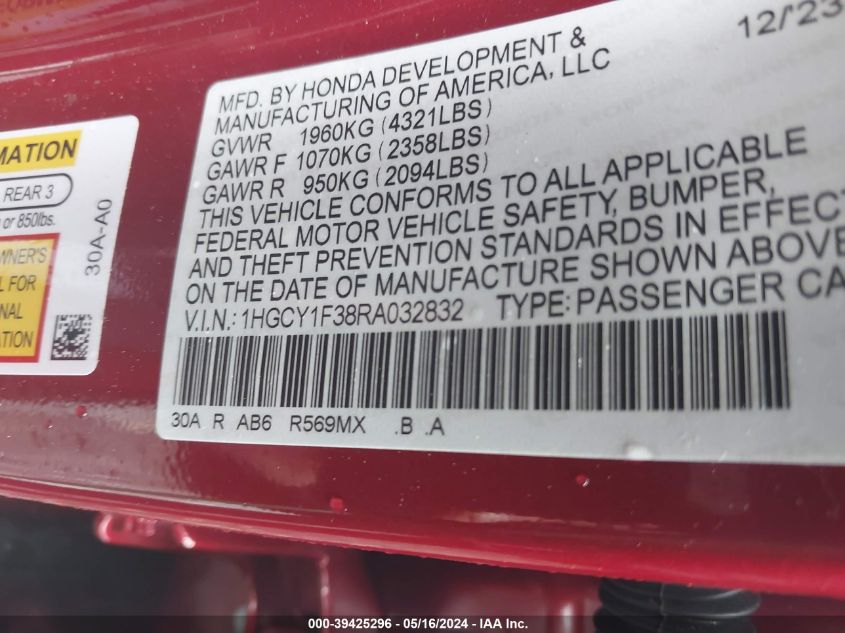 12/'23
MFD. BY HONDA DEVELOPMENT &
MANUFACTURING OF AMERICA, LLC
GVWR 1960KG (4321LBS)
GAWR F 1070KG (2358LBS)
GAWR R 950KG (2094LBS)
THIS VEHICLE CONFORMS TO ALL APPLICABLE
FEDERAL MOTOR VEHICLE SAFETY, BUMPER,
AND THEFT PREVENTION STANDARDS IN EFFECT
ON THE DATE OF MANUFACTURE SHOWN ABOVE
V.I.N.: 1HGCY1F38RA032832 TYPE: PASSENGER CA
30A R AB6 R569MX .B .A
MATION
REAR 3
or 850lbs.
WNER'S
L FOR
NAL
ATION
30A-A0
000-39425296 - 05/16/2024 - IAA Inc.